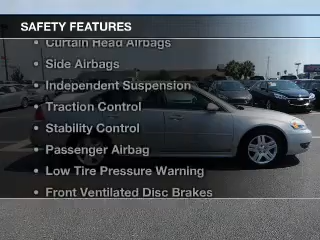 SAFETY FEATURES
• Curtain Head Airbags
• Side Airbags
• Independent Suspension
• Traction Control
• Stability Control
• Passenger Airbag
• Low Tire Pressure Warning
• Front Ventilated Disc Brakes